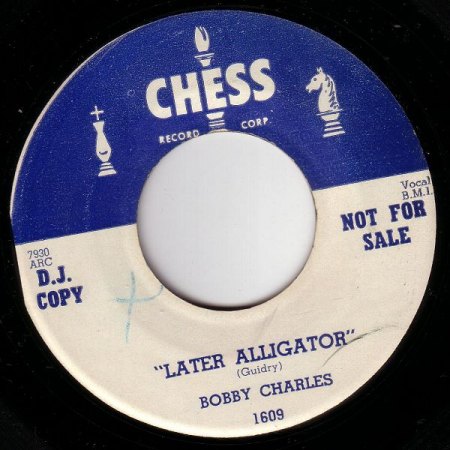 CHESS
RECORD CORP.
Vocal
B.M.I.
7930
ARC
D.J.
COPY
NOT FOR
SALE
"LATER ALLIGATOR"
(Guidry)
BOBBY CHARLES
1609